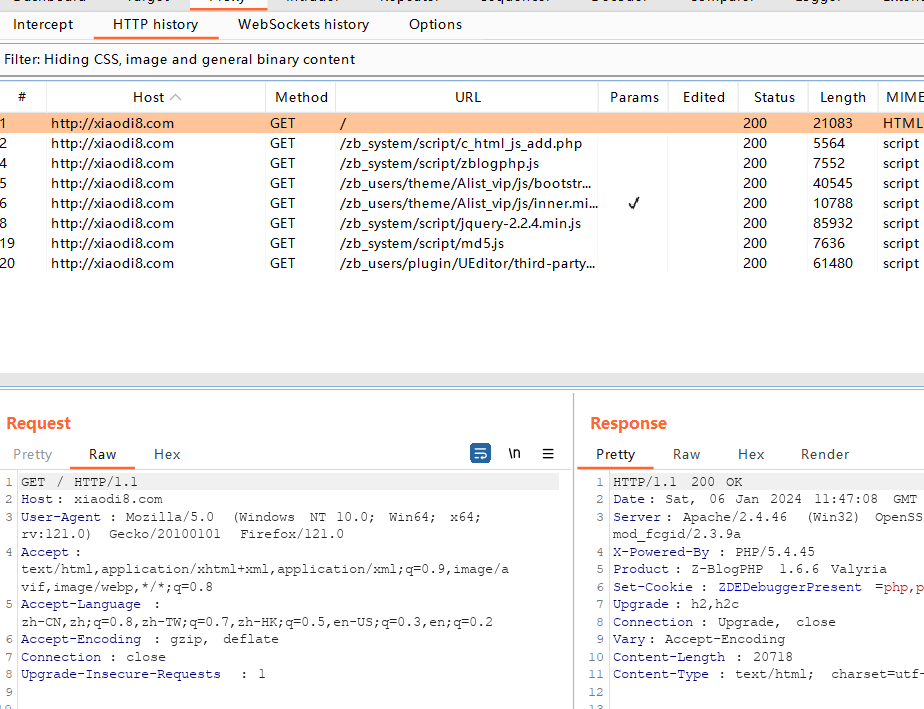 Intercept HTTP history WebSockets history Options
Filter: Hiding CSS, image and general binary content
# Host Method URL Params Edited Status Length MIME
1 http://xiaodi8.com GET / 200 21083 HTML
2 http://xiaodi8.com GET /zb_system/script/c_html_js_add.php 200 5564 script
4 http://xiaodi8.com GET /zb_system/script/zblogphp.js 200 7552 script
5 http://xiaodi8.com GET /zb_users/theme/Alist_vip/js/bootstr... 200 40545 script
6 http://xiaodi8.com GET /zb_users/theme/Alist_vip/js/inner.mi... ✓ 200 10788 script
8 http://xiaodi8.com GET /zb_system/script/jquery-2.2.4.min.js 200 85932 script
19 http://xiaodi8.com GET /zb_system/script/md5.js 200 7636 script
20 http://xiaodi8.com GET /zb_users/plugin/UEditor/third-party... 200 61480 script
Request
Pretty Raw Hex \n
1 GET / HTTP/1.1
2 Host : xiaodi8.com
3 User-Agent : Mozilla/5.0 (Windows NT 10.0; Win64; x64;
rv:121.0) Gecko/20100101 Firefox/121.0
4 Accept :
text/html,application/xhtml+xml,application/xml;q=0.9,image/a
vif,image/webp,*/*;q=0.8
5 Accept-Language :
zh-CN,zh;q=0.8,zh-TW;q=0.7,zh-HK;q=0.5,en-US;q=0.3,en;q=0.2
6 Accept-Encoding : gzip, deflate
7 Connection : close
8 Upgrade-Insecure-Requests : 1
9
Response
Pretty Raw Hex Render
1 HTTP/1.1 200 OK
2 Date : Sat, 06 Jan 2024 11:47:08 GMT
3 Server : Apache/2.4.46 (Win32) OpenSS
mod_fcgid/2.3.9a
4 X-Powered-By : PHP/5.4.45
5 Product : Z-BlogPHP 1.6.6 Valyria
6 Set-Cookie : ZDEDebuggerPresent =php,p
7 Upgrade : h2,h2c
8 Connection : Upgrade, close
9 Vary : Accept-Encoding
10 Content-Length : 20718
11 Content-Type : text/html; charset=utf-
12